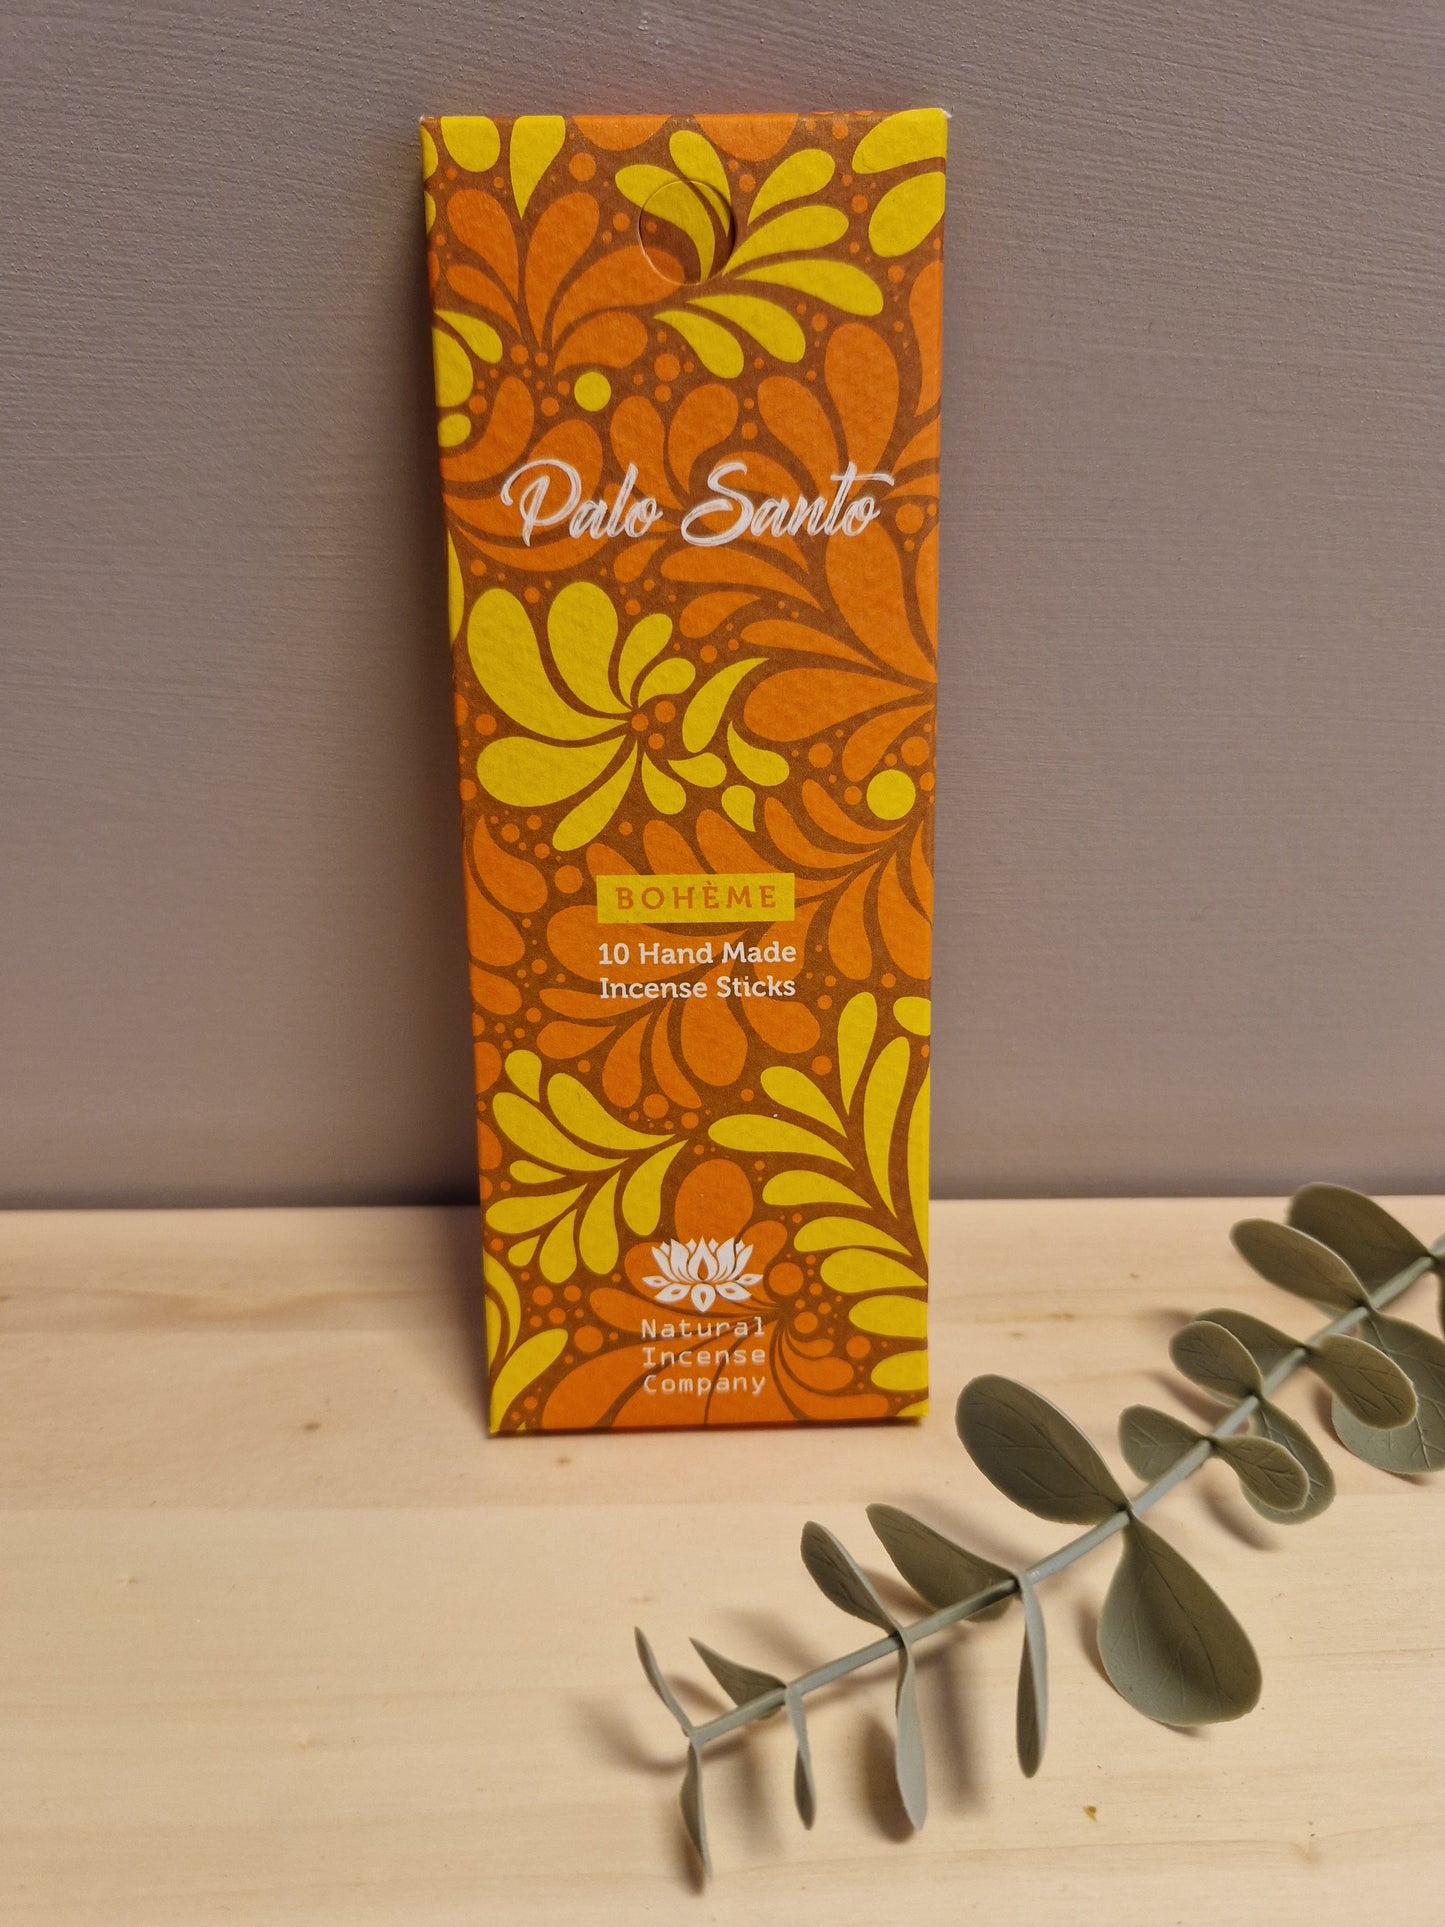 Palo Santo
BOHÈME
10 Hand Made
Incense Sticks
Natural
Incense
Company